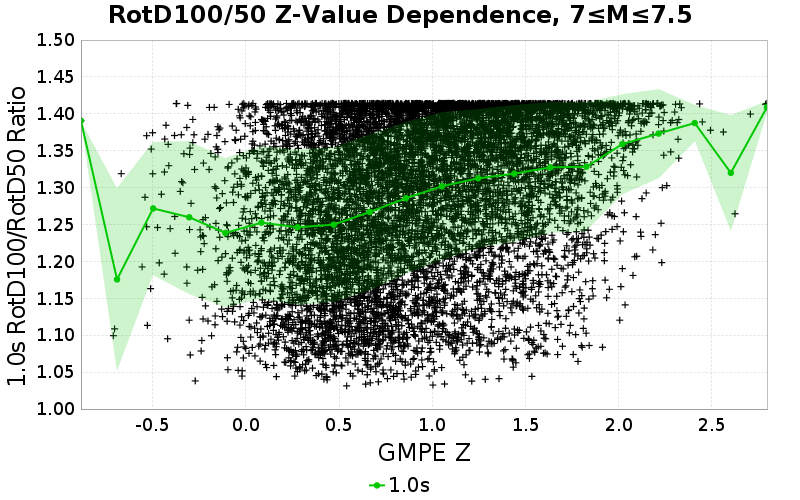 RotD100/50 Z-Value Dependence, 7≤M≤7.5
1.0s RotD100/RotD50 Ratio
1.50
1.45
1.40
1.35
1.30
1.25
1.20
1.15
1.10
1.05
1.00
-0.5 0.0 0.5 1.0 1.5 2.0 2.5
GMPE Z
1.0s